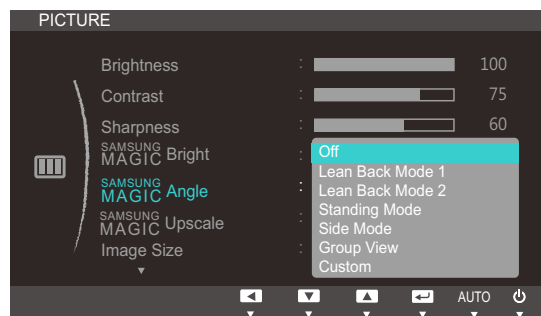 PICTURE
Brightness : 100
Contrast : 75
Sharpness : 60
SAMSUNG MAGIC Bright :
SAMSUNG MAGIC Angle :
SAMSUNG MAGIC Upscale :
Image Size :
Off
Lean Back Mode 1
Lean Back Mode 2
Standing Mode
Side Mode
Group View
Custom
AUTO